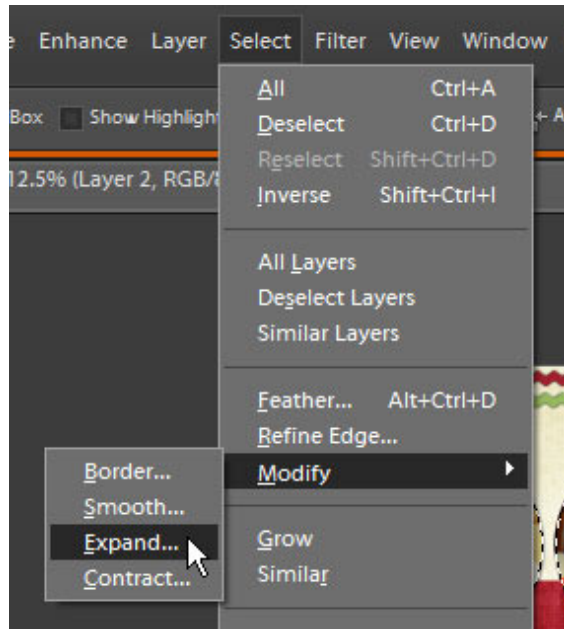 Enhance Layer Select Filter View Window
Box Show Highligh
12.5% (Layer 2, RGB/
All Ctrl+A
Deselect Ctrl+D
Reselect Shift+Ctrl+D
Inverse Shift+Ctrl+I
All Layers
Deselect Layers
Similar Layers
Feather... Alt+Ctrl+D
Refine Edge...
Modify
Border...
Smooth...
Expand...
Contract...
Grow
Similar